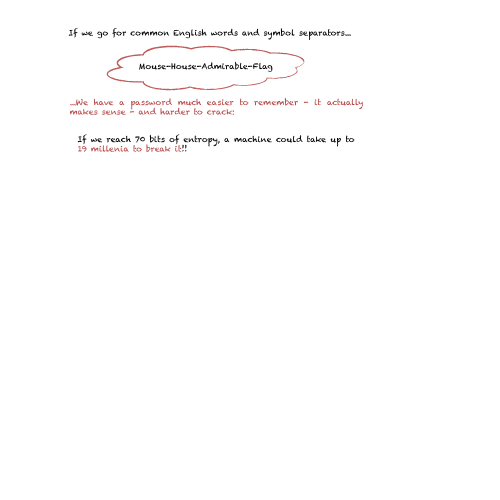 If we go for common English words and symbol separators...
Mouse-House-Admirable-Flag
...We have a password much easier to remember - it actually
makes sense - and harder to crack:
If we reach 70 bits of entropy, a machine could take up to
19 millenia to break it!!